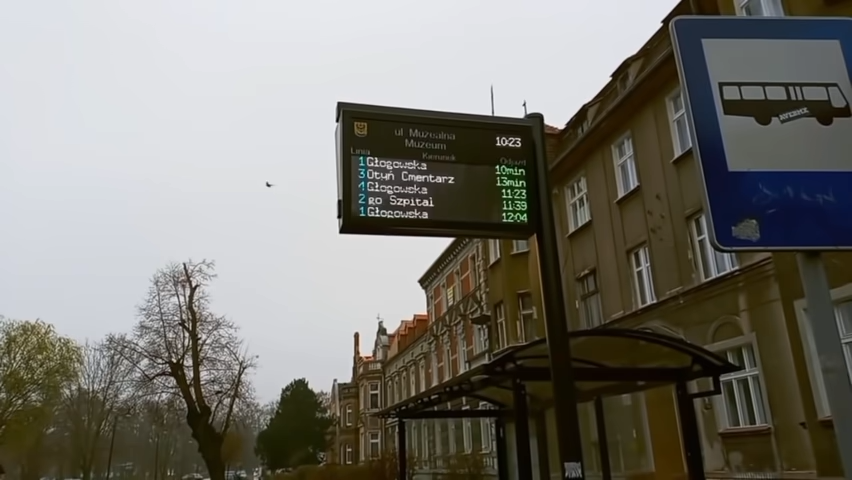 ul. Muzealna
Muzeum
10:23
Linia Kierunek Odjazd
1 Głogowska 10min
3 Otyń Cmentarz 13min
4 Głogowska 11:23
2 go Szpital 11:39
1 Głogowska 12:04